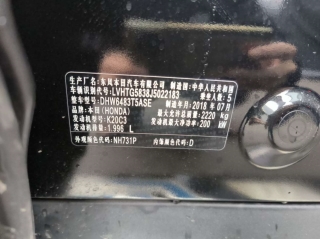 制造商：东风本田汽车有限公司 制造国：中华人民共和国
车辆识别代号：LVHTG5838J5022183 乘坐人数：5
车辆型号：DHW6483T5ASE 制造年月：2018年07月
品牌：本田(HONDA) 最大允许总质量：2220 kg
发动机型号：K20C3 发动机最大净功率：200 kW
发动机排量：1.996 L
外观颜色代码：NH731P 内饰颜色代码：D